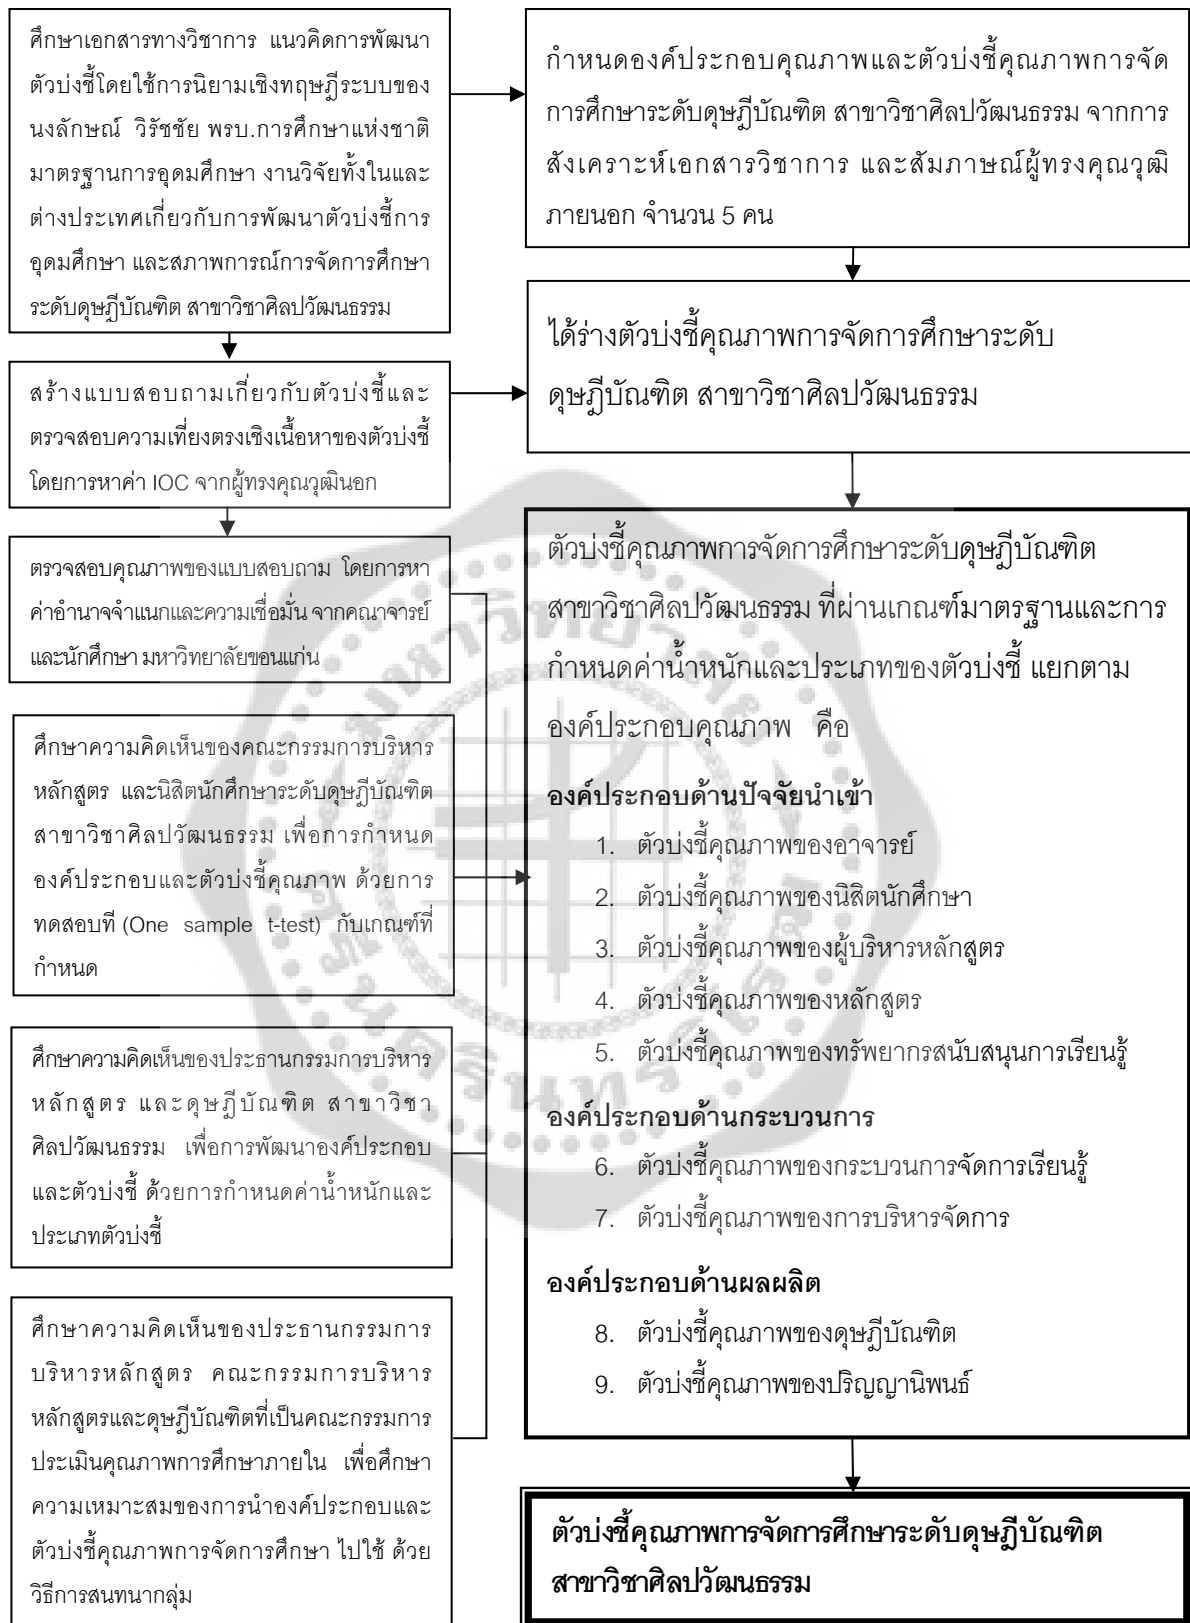 ศึกษาเอกสารทางวิชาการ แนวคิดการพัฒนา
ตัวบ่งชี้โดยใช้การนิยามเชิงทฤษฎีระบบของ
นงลักษณ์ วิรัชชัย พรบ.การศึกษาแห่งชาติ
มาตรฐานการอุดมศึกษา งานวิจัยทั้งในและ
ต่างประเทศเกี่ยวกับการพัฒนาตัวบ่งชี้การ
อุดมศึกษา และสภาพการณ์การจัดการศึกษา
ระดับดุษฎีบัณฑิต สาขาวิชาศิลปวัฒนธรรม
กำหนดองค์ประกอบคุณภาพและตัวบ่งชี้คุณภาพการจัด
การศึกษาระดับดุษฎีบัณฑิต สาขาวิชาศิลปวัฒนธรรม จากการ
สังเคราะห์เอกสารวิชาการ และสัมภาษณ์ผู้ทรงคุณวุฒิ
ภายนอก จำนวน 5 คน
สร้างแบบสอบถามเกี่ยวกับตัวบ่งชี้และ
ตรวจสอบความเที่ยงตรงเชิงเนื้อหาของตัวบ่งชี้
โดยการหาค่า IOC จากผู้ทรงคุณวุฒินอก
ได้ร่างตัวบ่งชี้คุณภาพการจัดการศึกษาระดับ
ดุษฎีบัณฑิต สาขาวิชาศิลปวัฒนธรรม
ตรวจสอบคุณภาพของแบบสอบถาม โดยการหา
ค่าอำนาจจำแนกและความเชื่อมั่น จากคณาจารย์
และนักศึกษา มหาวิทยาลัยขอนแก่น
ศึกษาความคิดเห็นของคณะกรรมการบริหาร
หลักสูตร และนิสิตนักศึกษาระดับดุษฎีบัณฑิต
สาขาวิชาศิลปวัฒนธรรม เพื่อการกำหนด
องค์ประกอบและตัวบ่งชี้คุณภาพ ด้วยการ
ทดสอบที (One sample t-test) กับเกณฑ์ที่
กำหนด
ศึกษาความคิดเห็นของประธานกรรมการบริหาร
หลักสูตร และดุษฎีบัณฑิต สาขาวิชา
ศิลปวัฒนธรรม เพื่อการพัฒนาองค์ประกอบ
และตัวบ่งชี้ ด้วยการกำหนดค่าน้ำหนักและ
ประเภทตัวบ่งชี้
ศึกษาความคิดเห็นของประธานกรรมการ
บริหารหลักสูตร คณะกรรมการบริหาร
หลักสูตรและดุษฎีบัณฑิตที่เป็นคณะกรรมการ
ประเมินคุณภาพการศึกษาภายใน เพื่อศึกษา
ความเหมาะสมของการนำองค์ประกอบและ
ตัวบ่งชี้คุณภาพการจัดการศึกษา ไปใช้ ด้วย
วิธีการสนทนากลุ่ม
ตัวบ่งชี้คุณภาพการจัดการศึกษาระดับดุษฎีบัณฑิต
สาขาวิชาศิลปวัฒนธรรม ที่ผ่านเกณฑ์มาตรฐานและการ
กำหนดค่าน้ำหนักและประเภทของตัวบ่งชี้ แยกตาม
องค์ประกอบคุณภาพ คือ
องค์ประกอบด้านปัจจัยนำเข้า
1. ตัวบ่งชี้คุณภาพของอาจารย์
2. ตัวบ่งชี้คุณภาพของนิสิตนักศึกษา
3. ตัวบ่งชี้คุณภาพของผู้บริหารหลักสูตร
4. ตัวบ่งชี้คุณภาพของหลักสูตร
5. ตัวบ่งชี้คุณภาพของทรัพยากรสนับสนุนการเรียนรู้
องค์ประกอบด้านกระบวนการ
6. ตัวบ่งชี้คุณภาพของกระบวนการจัดการเรียนรู้
7. ตัวบ่งชี้คุณภาพของการบริหารจัดการ
องค์ประกอบด้านผลผลิต
8. ตัวบ่งชี้คุณภาพของดุษฎีบัณฑิต
9. ตัวบ่งชี้คุณภาพของปริญญานิพนธ์
ตัวบ่งชี้คุณภาพการจัดการศึกษาระดับดุษฎีบัณฑิต
สาขาวิชาศิลปวัฒนธรรม
มหาวิทยาลัย
ศรีนครินทรวิโรฒ